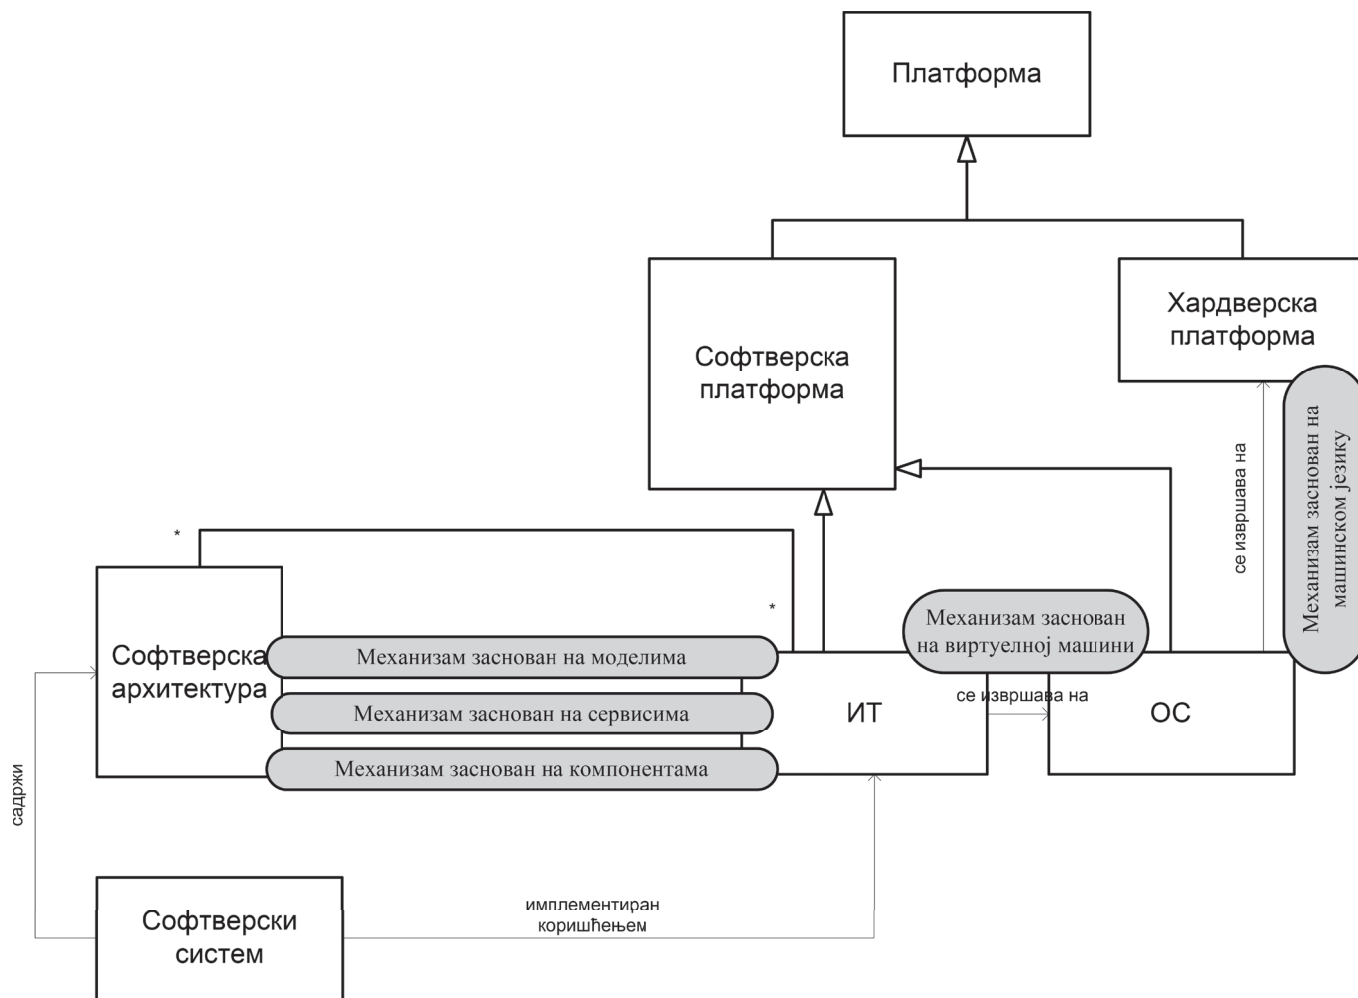 Платформа
Хардверска
платформа
Софтверска
платформа
се извршава на
Механизам заснован на
машинском језику
*
*
Механизам заснован
на виртуелној машини
Софтверска
архитектура
Механизам заснован на моделима
Механизам заснован на сервисима
Механизам заснован на компонентама
ИТ
се извршава на
ОС
садржи
имплементиран
коришћењем
Софтверски
систем